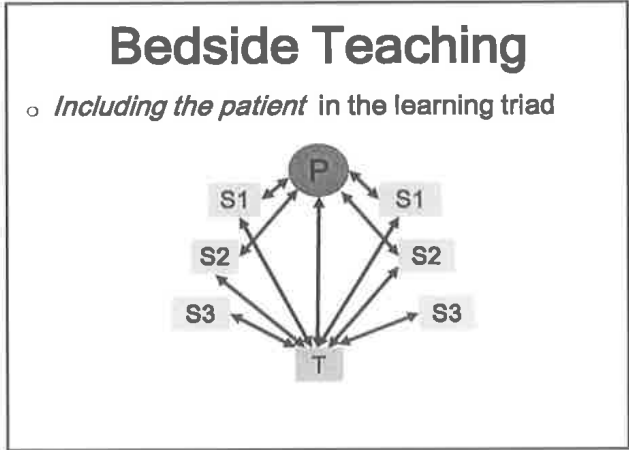 Bedside Teaching
o Including the patient in the learning triad
P
S1 S1
S2 S2
S3 S3
T